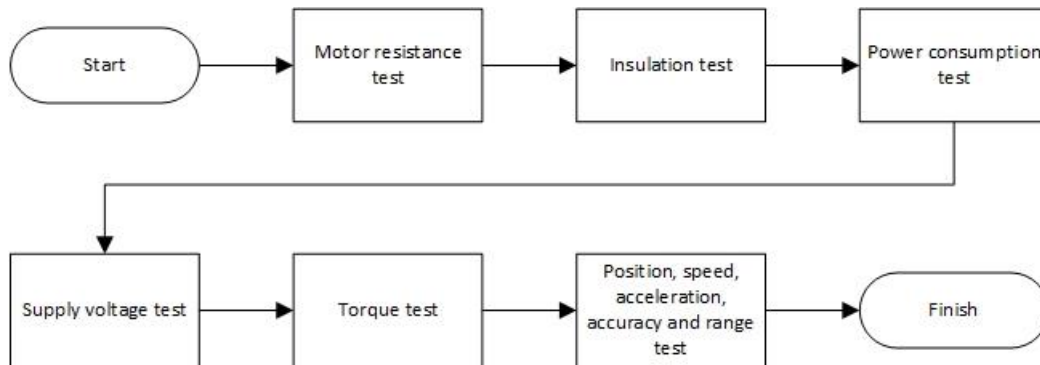 Start
Motor resistance
test
Insulation test
Power consumption
test
Supply voltage test
Torque test
Position, speed,
acceleration,
accuracy and range
test
Finish